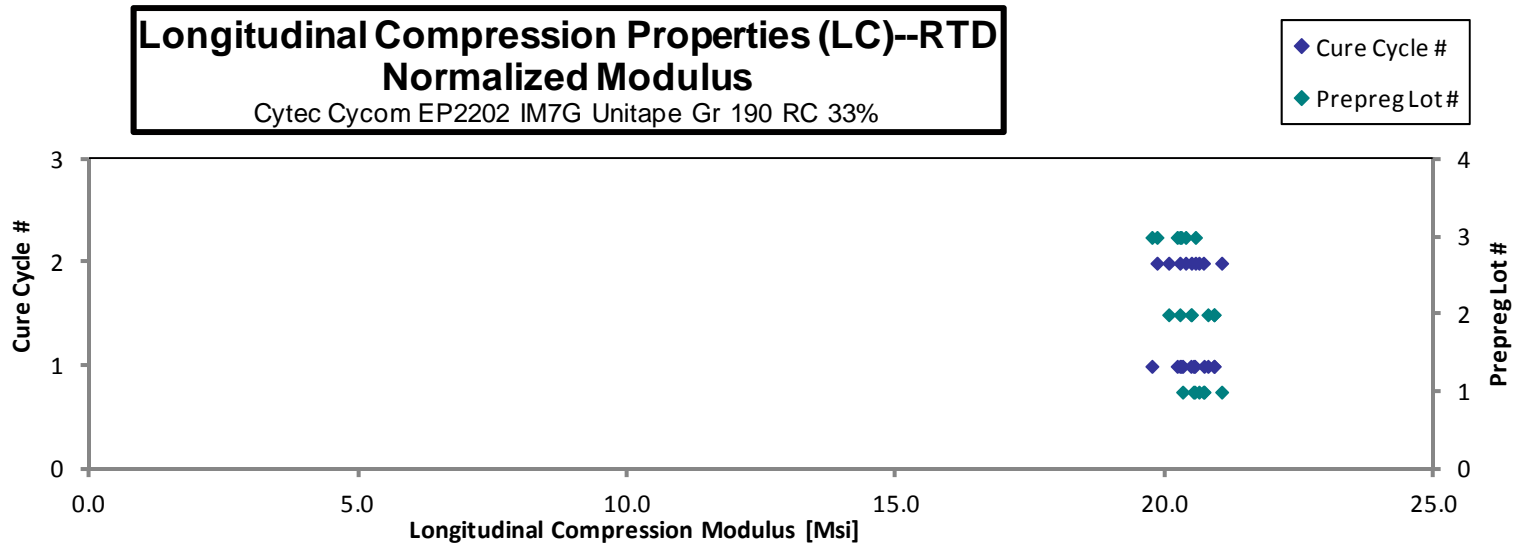 Longitudinal Compression Properties (LC)--RTD
Normalized Modulus
Cytec Cycom EP2202 IM7G Unitape Gr 190 RC 33%
Cure Cycle #
Prepreg Lot #
3
2
1
0
Cure Cycle #
4
3
2
1
0
Prepreg Lot #
0.0 5.0 10.0 15.0 20.0 25.0
Longitudinal Compression Modulus [Msi]